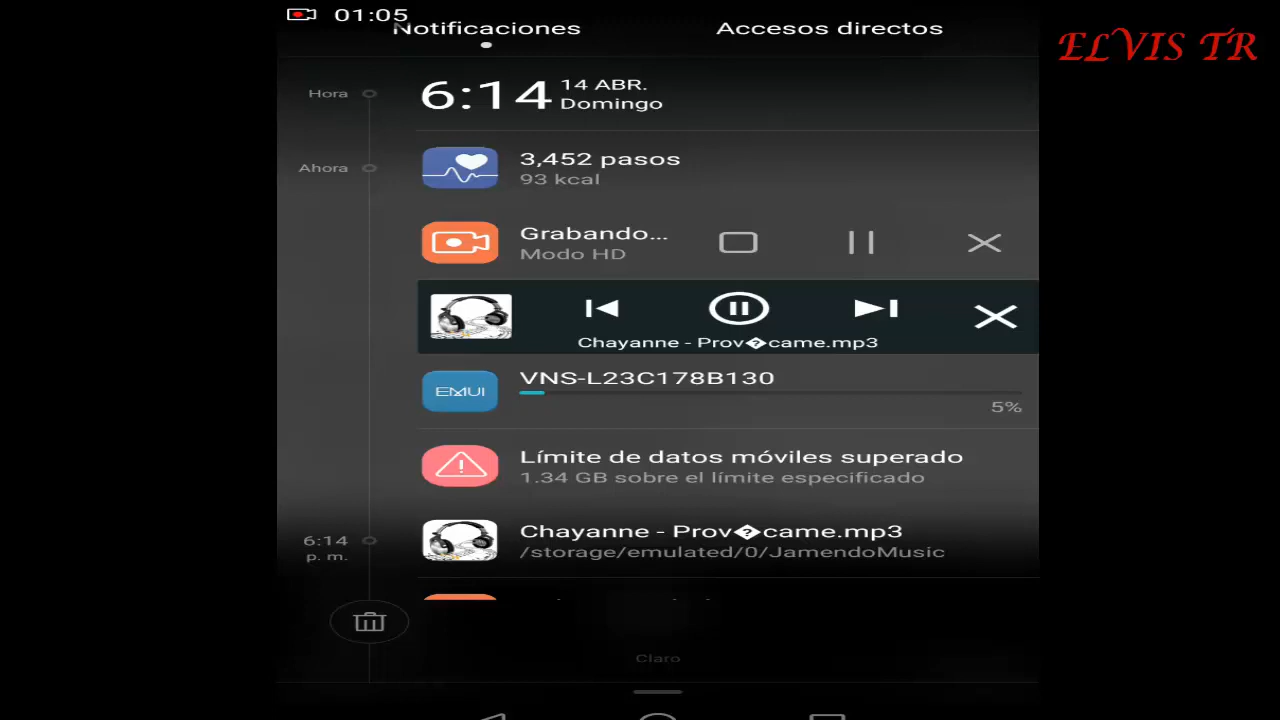 01:05
Notificaciones
Accesos directos
ELVIS TR
Hora
6:14
14 ABR.
Domingo
Ahora
3,452 pasos
93 kcal
Grabando...
Modo HD
Chayanne - Prov�came.mp3
EMUI
VNS-L23C178B130
5%
Límite de datos móviles superado
1.34 GB sobre el límite especificado
6:14
p. m.
Chayanne - Prov�came.mp3
/storage/emulated/0/JamendoMusic
Claro